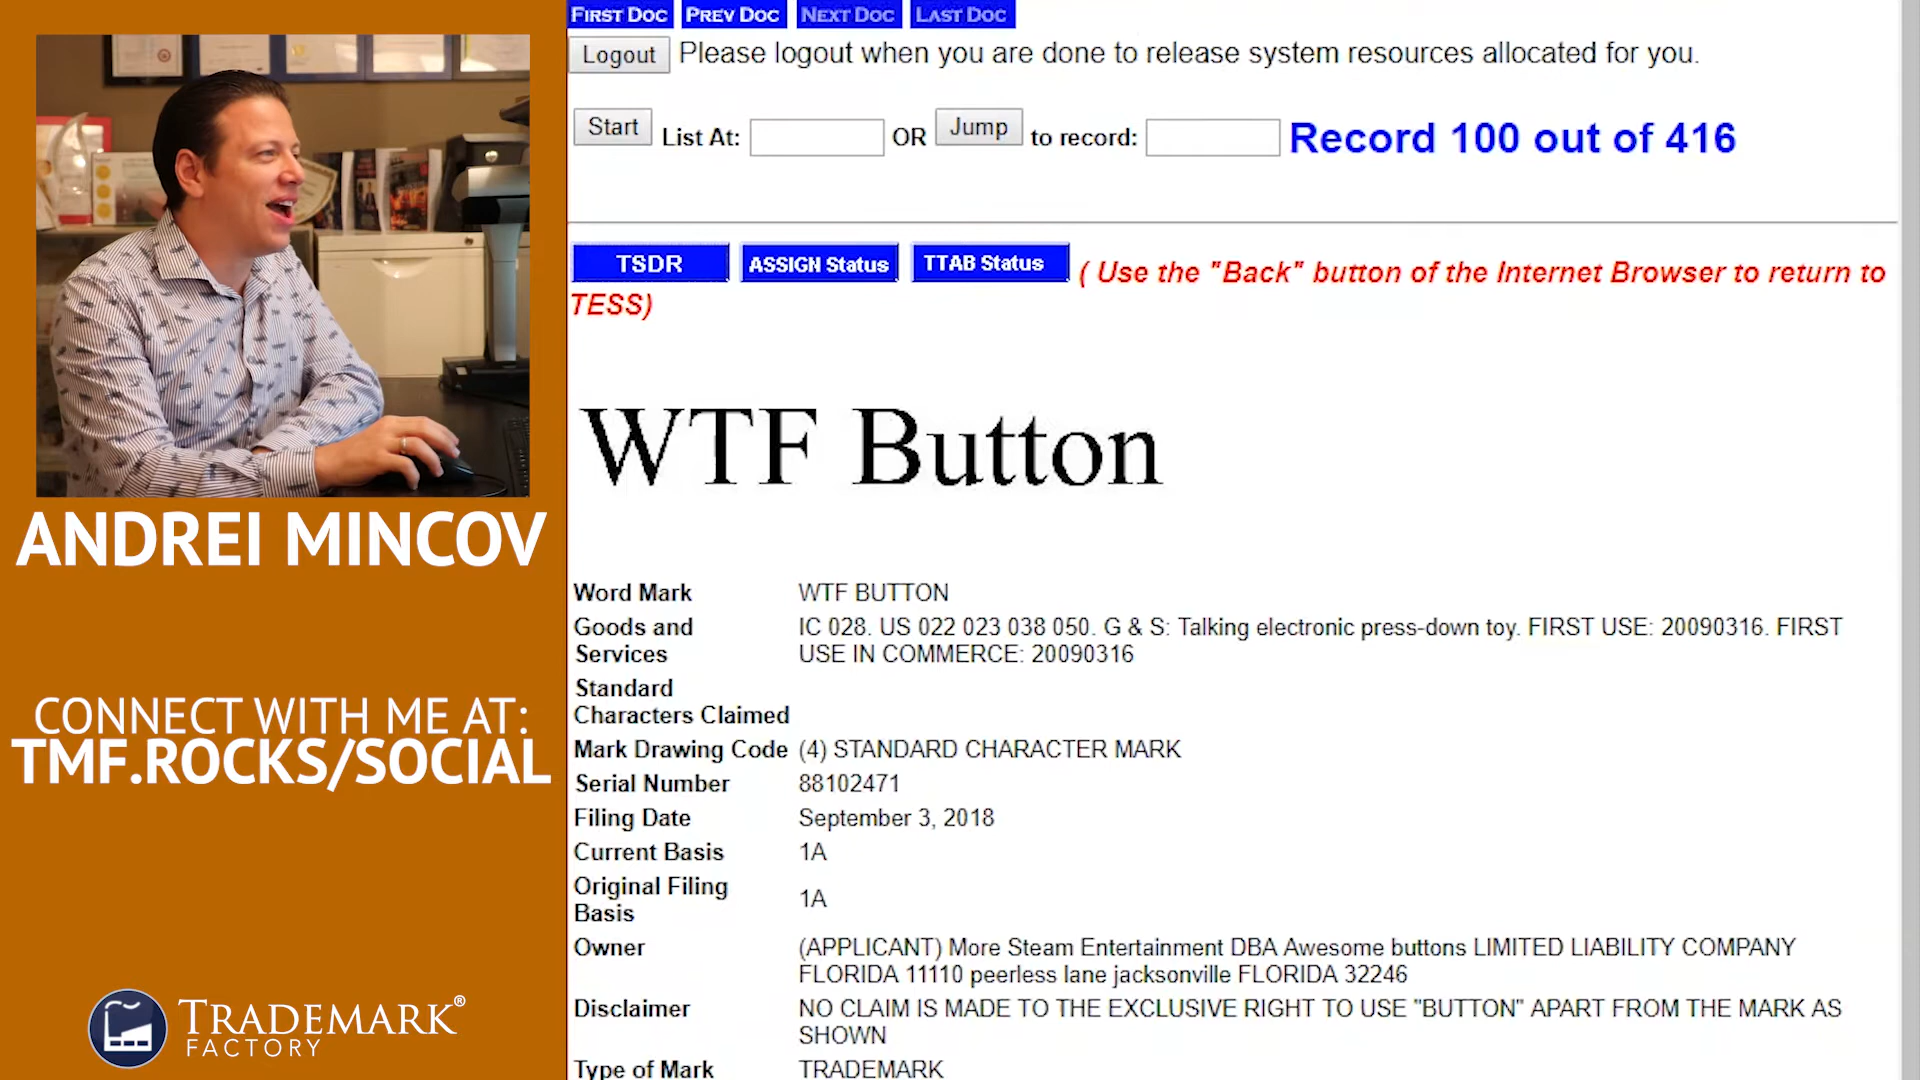 ANDREI MINCOV
CONNECT WITH ME AT:
TMF.ROCKS/SOCIAL
TRADEMARK®
FACTORY
FIRST DOC PREV DOC NEXT DOC LAST DOC
Logout Please logout when you are done to release system resources allocated for you.
Start List At: OR Jump to record: Record 100 out of 416
TSDR ASSIGN Status TTAB Status ( Use the "Back" button of the Internet Browser to return to
TESS)
WTF Button
Word Mark WTF BUTTON
Goods and IC 028. US 022 023 038 050. G & S: Talking electronic press-down toy. FIRST USE: 20090316. FIRST
Services USE IN COMMERCE: 20090316
Standard
Characters Claimed
Mark Drawing Code (4) STANDARD CHARACTER MARK
Serial Number 88102471
Filing Date September 3, 2018
Current Basis 1A
Original Filing
Basis 1A
Owner (APPLICANT) More Steam Entertainment DBA Awesome buttons LIMITED LIABILITY COMPANY
FLORIDA 11110 peerless lane jacksonville FLORIDA 32246
Disclaimer NO CLAIM IS MADE TO THE EXCLUSIVE RIGHT TO USE "BUTTON" APART FROM THE MARK AS
SHOWN
Type of Mark TRADEMARK